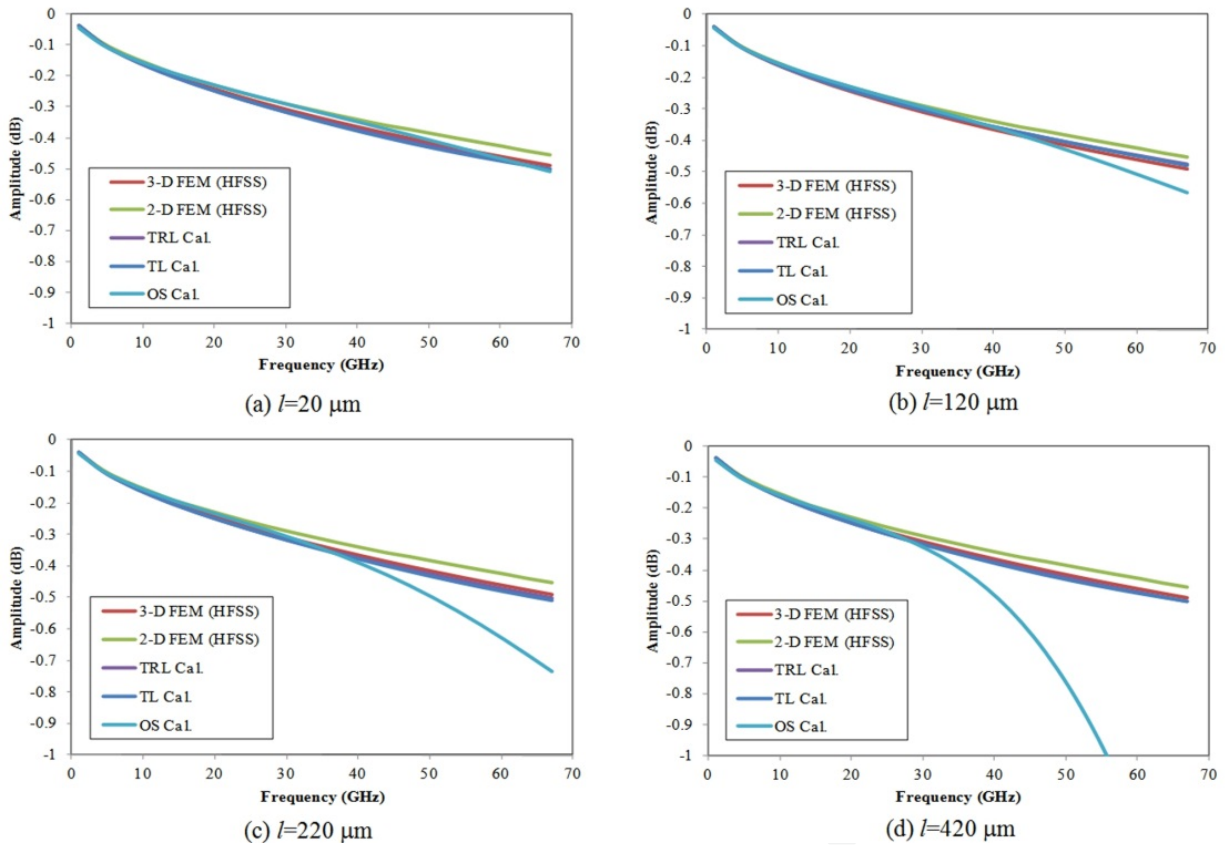 0
-0.1
-0.2
-0.3
-0.4
-0.5
-0.6
-0.7
-0.8
-0.9
-1
Amplitude (dB)
3-D FEM (HFSS)
2-D FEM (HFSS)
TRL Cal.
TL Cal.
OS Cal.
0 10 20 30 40 50 60 70
Frequency (GHz)
(a) l=20 μm
0
-0.1
-0.2
-0.3
-0.4
-0.5
-0.6
-0.7
-0.8
-0.9
-1
Amplitude (dB)
3-D FEM (HFSS)
2-D FEM (HFSS)
TRL Cal.
TL Cal.
OS Cal.
0 10 20 30 40 50 60 70
Frequency (GHz)
(b) l=120 μm
0
-0.1
-0.2
-0.3
-0.4
-0.5
-0.6
-0.7
-0.8
-0.9
-1
Amplitude (dB)
3-D FEM (HFSS)
2-D FEM (HFSS)
TRL Cal.
TL Cal.
OS Cal.
0 10 20 30 40 50 60 70
Frequency (GHz)
(c) l=220 μm
0
-0.1
-0.2
-0.3
-0.4
-0.5
-0.6
-0.7
-0.8
-0.9
-1
Amplitude (dB)
3-D FEM (HFSS)
2-D FEM (HFSS)
TRL Cal.
TL Cal.
OS Cal.
0 10 20 30 40 50 60 70
Frequency (GHz)
(d) l=420 μm